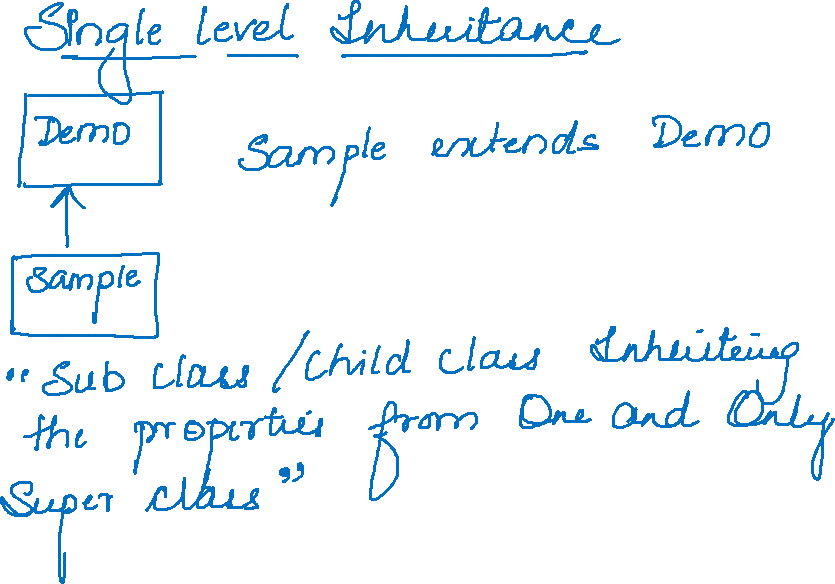 Single level Inheritance
Demo
Sample extends Demo
Sample
"Sub class / Child class Inheriteing
the properties from One and Only
Super class"